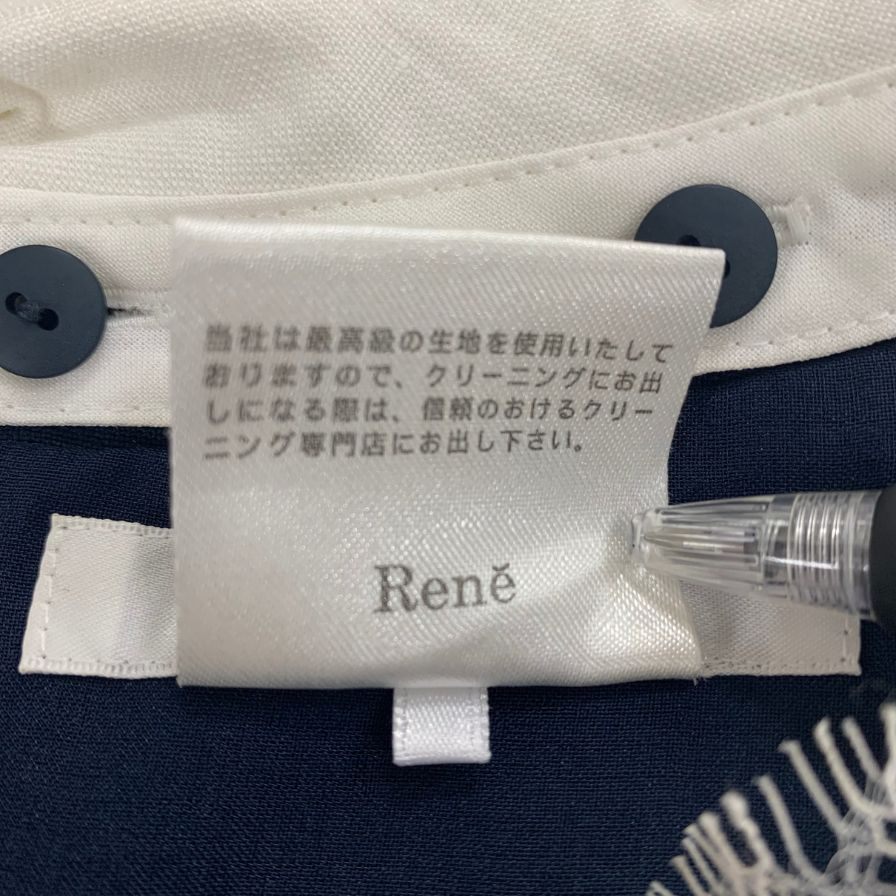 当社は最高級の生地を使用いたして
おりますので、クリーニングにお出
しになる際は、信頼のおけるクリー
ニング専門店にお出し下さい。
Renĕ